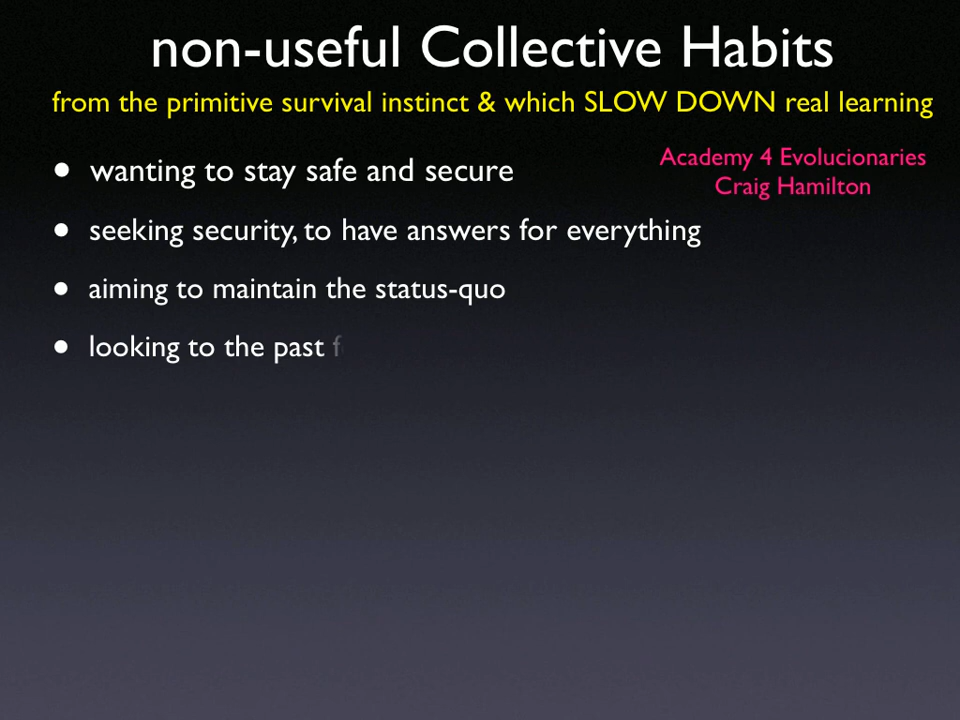 non-useful Collective Habits
from the primitive survival instinct & which SLOW DOWN real learning
Academy 4 Evolucionaries
Craig Hamilton
• wanting to stay safe and secure
• seeking security, to have answers for everything
• aiming to maintain the status-quo
• looking to the past